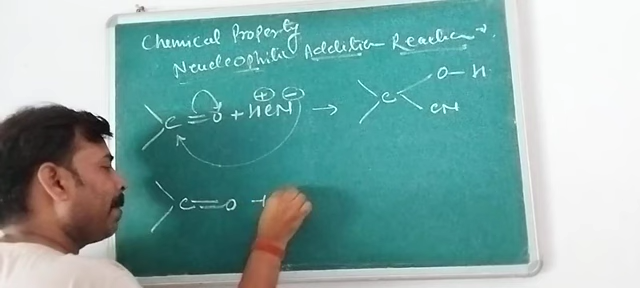 Chemical Property
Neucleophilic Addition Reaction
C=O + HCN → C O-H
+ - CN
C=O +